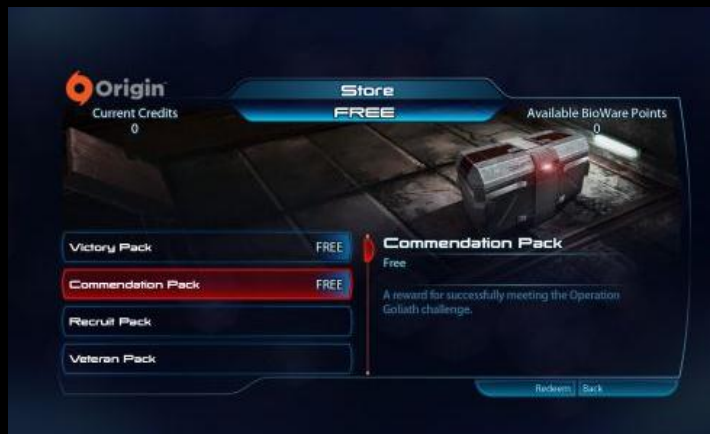 Origin
Store
FREE
Current Credits
0
Available BioWare Points
0
Victory Pack FREE
Commendation Pack FREE
Recruit Pack
Veteran Pack
Commendation Pack
Free
A reward for successfully meeting the Operation
Goliath challenge.
Redeem Back